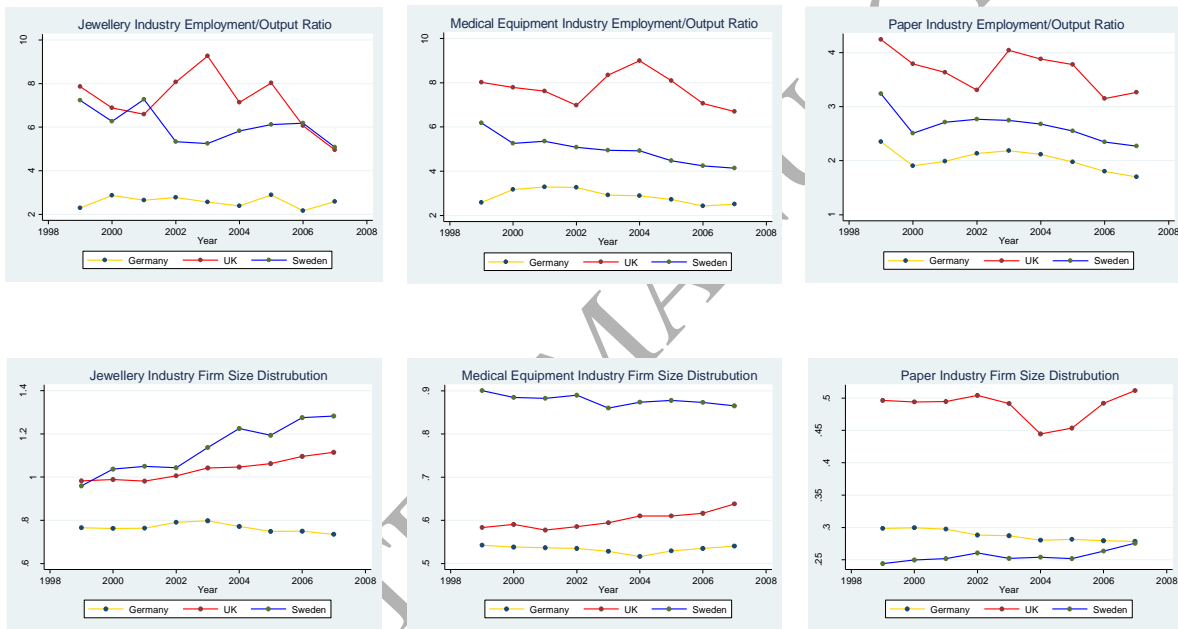 Jewellery Industry Employment/Output Ratio
10
8
6
4
2
1998 2000 2002 2004 2006 2008
Year
Germany UK Sweden
Medical Equipment Industry Employment/Output Ratio
10
8
6
4
2
1998 2000 2002 2004 2006 2008
Year
Germany UK Sweden
Paper Industry Employment/Output Ratio
4
3
2
1
1998 2000 2002 2004 2006 2008
Year
Germany UK Sweden
Jewellery Industry Firm Size Distrubution
1.4
1.2
1
.8
.6
1998 2000 2002 2004 2006 2008
Year
Germany UK Sweden
Medical Equipment Industry Firm Size Distrubution
.9
.8
.7
.6
.5
1998 2000 2002 2004 2006 2008
Year
Germany UK Sweden
Paper Industry Firm Size Distrubution
.5
.45
.4
.35
.3
.25
1998 2000 2002 2004 2006 2008
Year
Germany UK Sweden